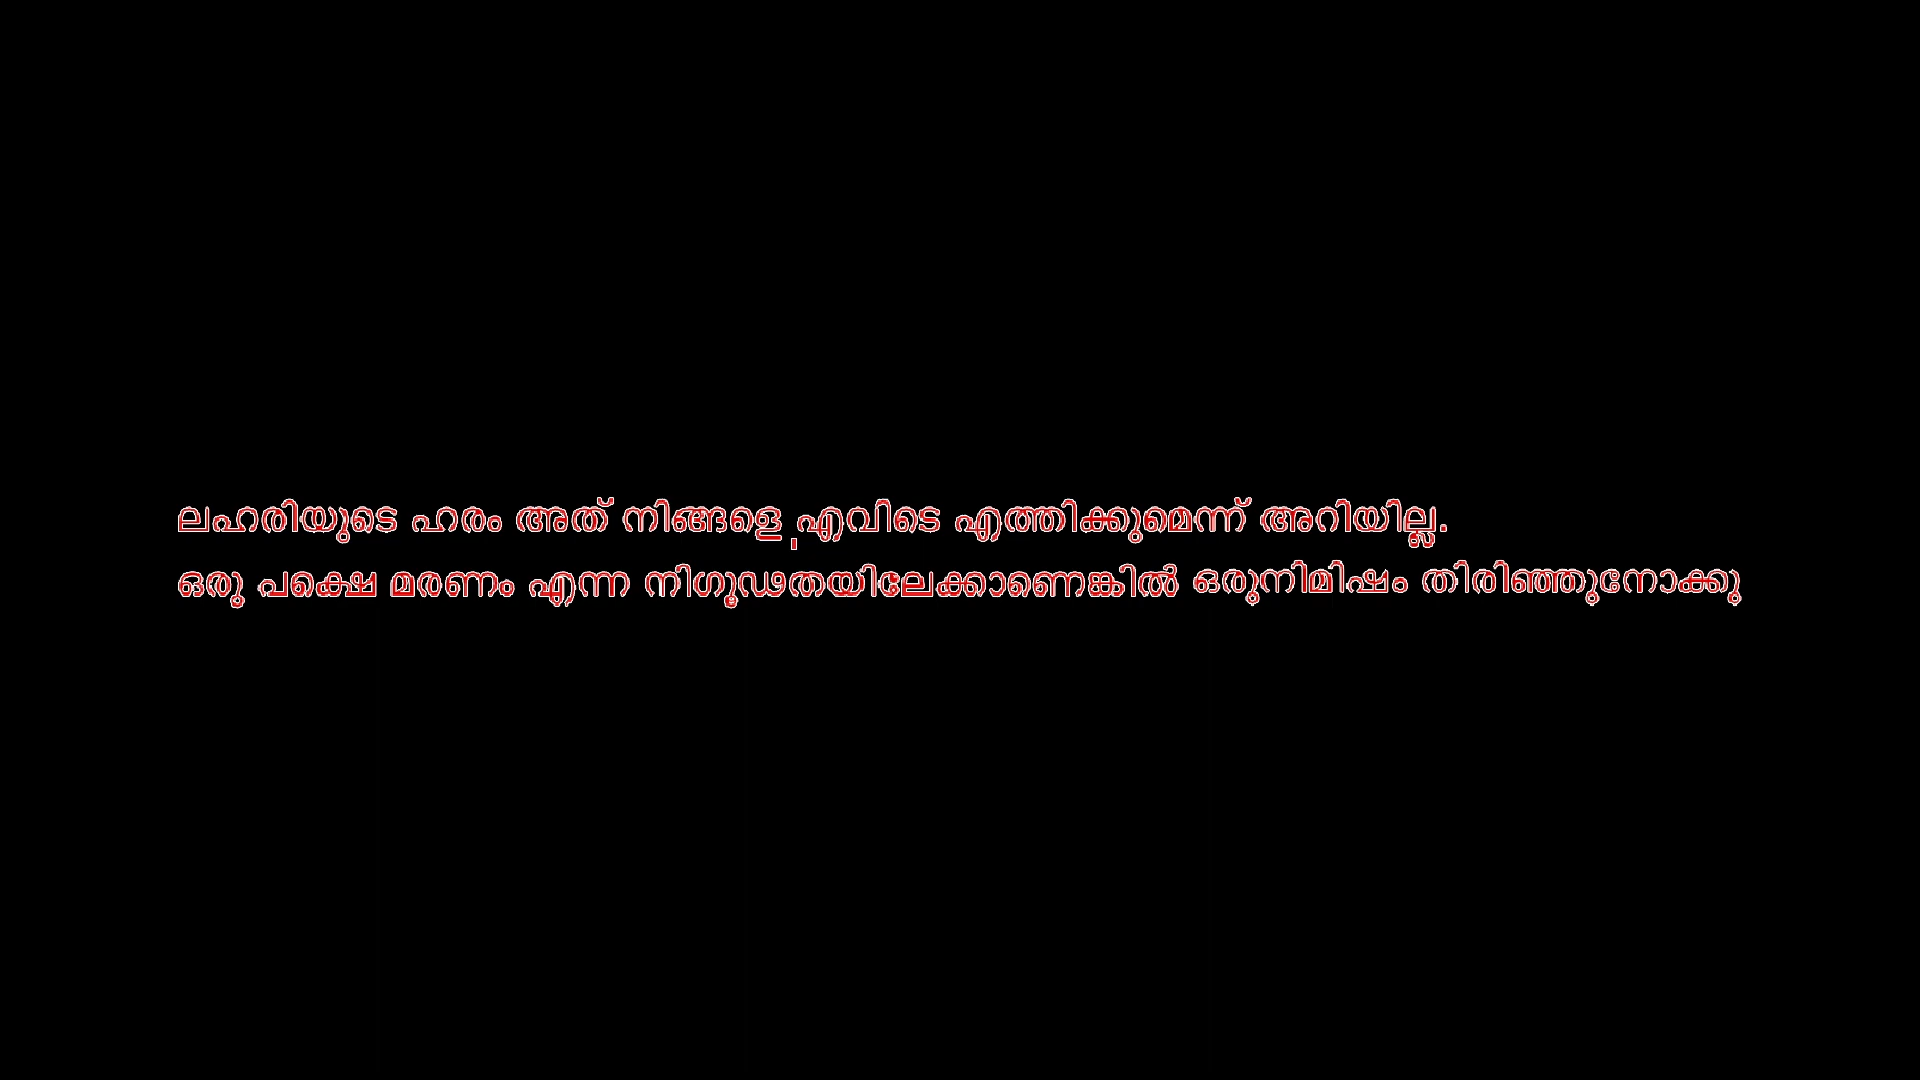 ലഹരിയുടെ ഹരം അത് നിങ്ങളെ ,എവിടെ എത്തിക്കുമെന്ന് അറിയില്ല.
ഒരു പക്ഷെ മരണം എന്ന നിഗൂഢതയിലേക്കാണെങ്കിൽ ഒരുനിമിഷം തിരിഞ്ഞുനോക്കു